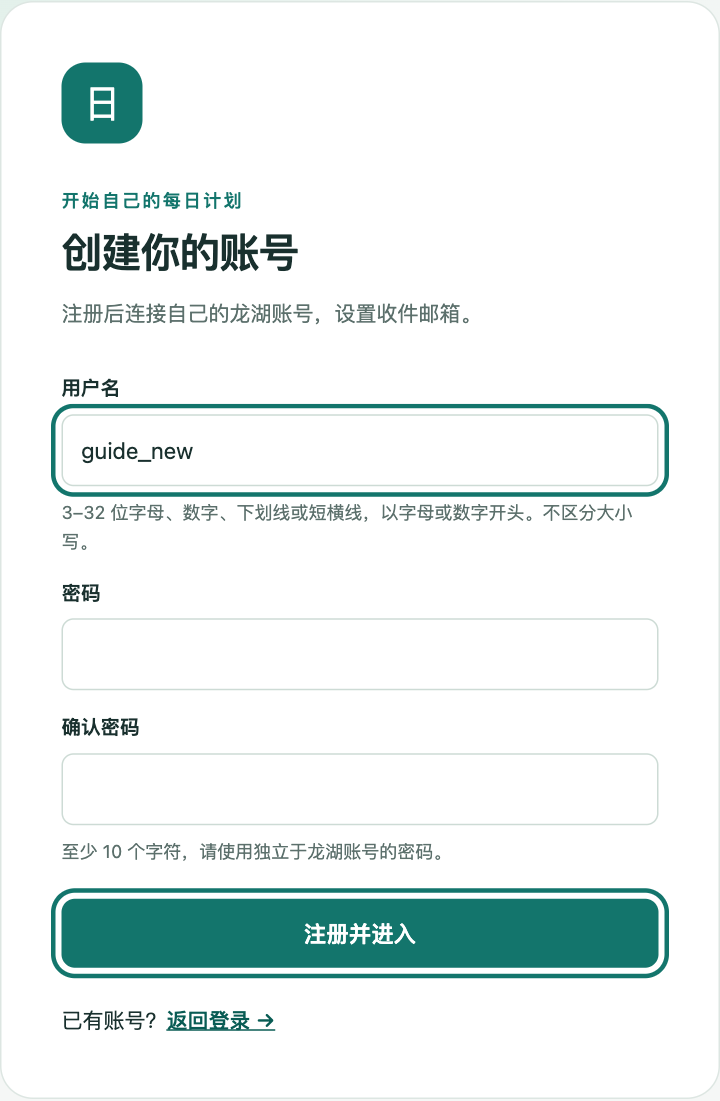 日
开始自己的每日计划
创建你的账号
注册后连接自己的龙湖账号，设置收件邮箱。
用户名
guide_new
3–32 位字母、数字、下划线或短横线，以字母或数字开头。不区分大小
写。
密码
确认密码
至少 10 个字符，请使用独立于龙湖账号的密码。
注册并进入
已有账号？ 返回登录 →